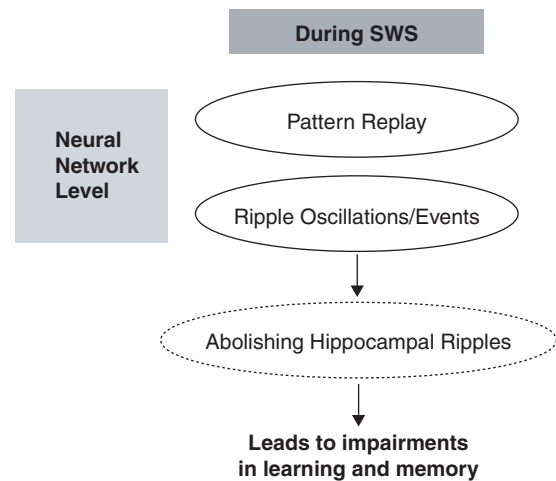 During SWS
Neural
Network
Level
Pattern Replay
Ripple Oscillations/Events
Abolishing Hippocampal Ripples
Leads to impairments
in learning and memory